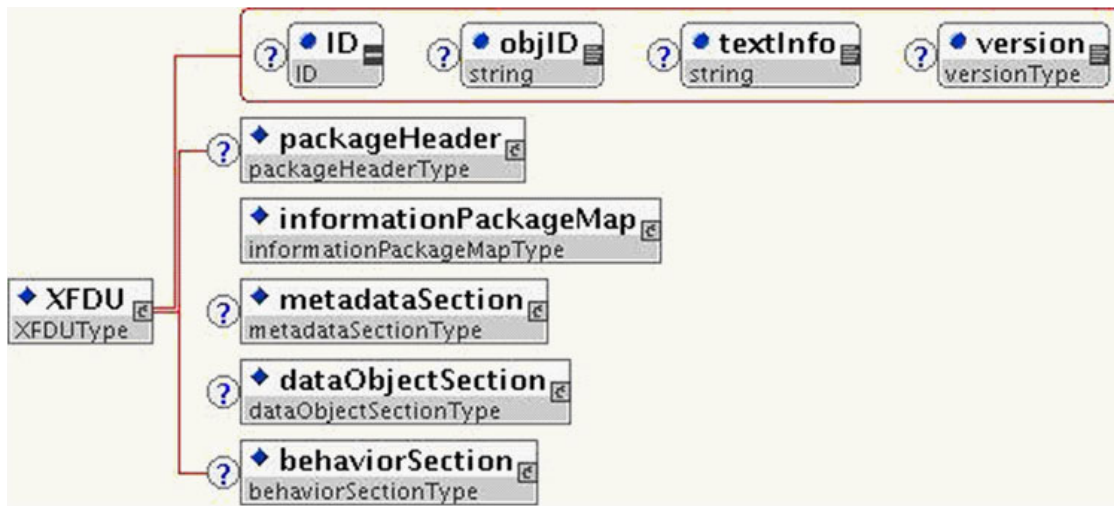 ? ID ? objID ? textInfo ? version
ID string string versionType
? packageHeader
packageHeaderType
informationPackageMap
informationPackageMapType
XFDU
XFDUType
? metadataSection
metadataSectionType
? dataObjectSection
dataObjectSectionType
? behaviorSection
behaviorSectionType